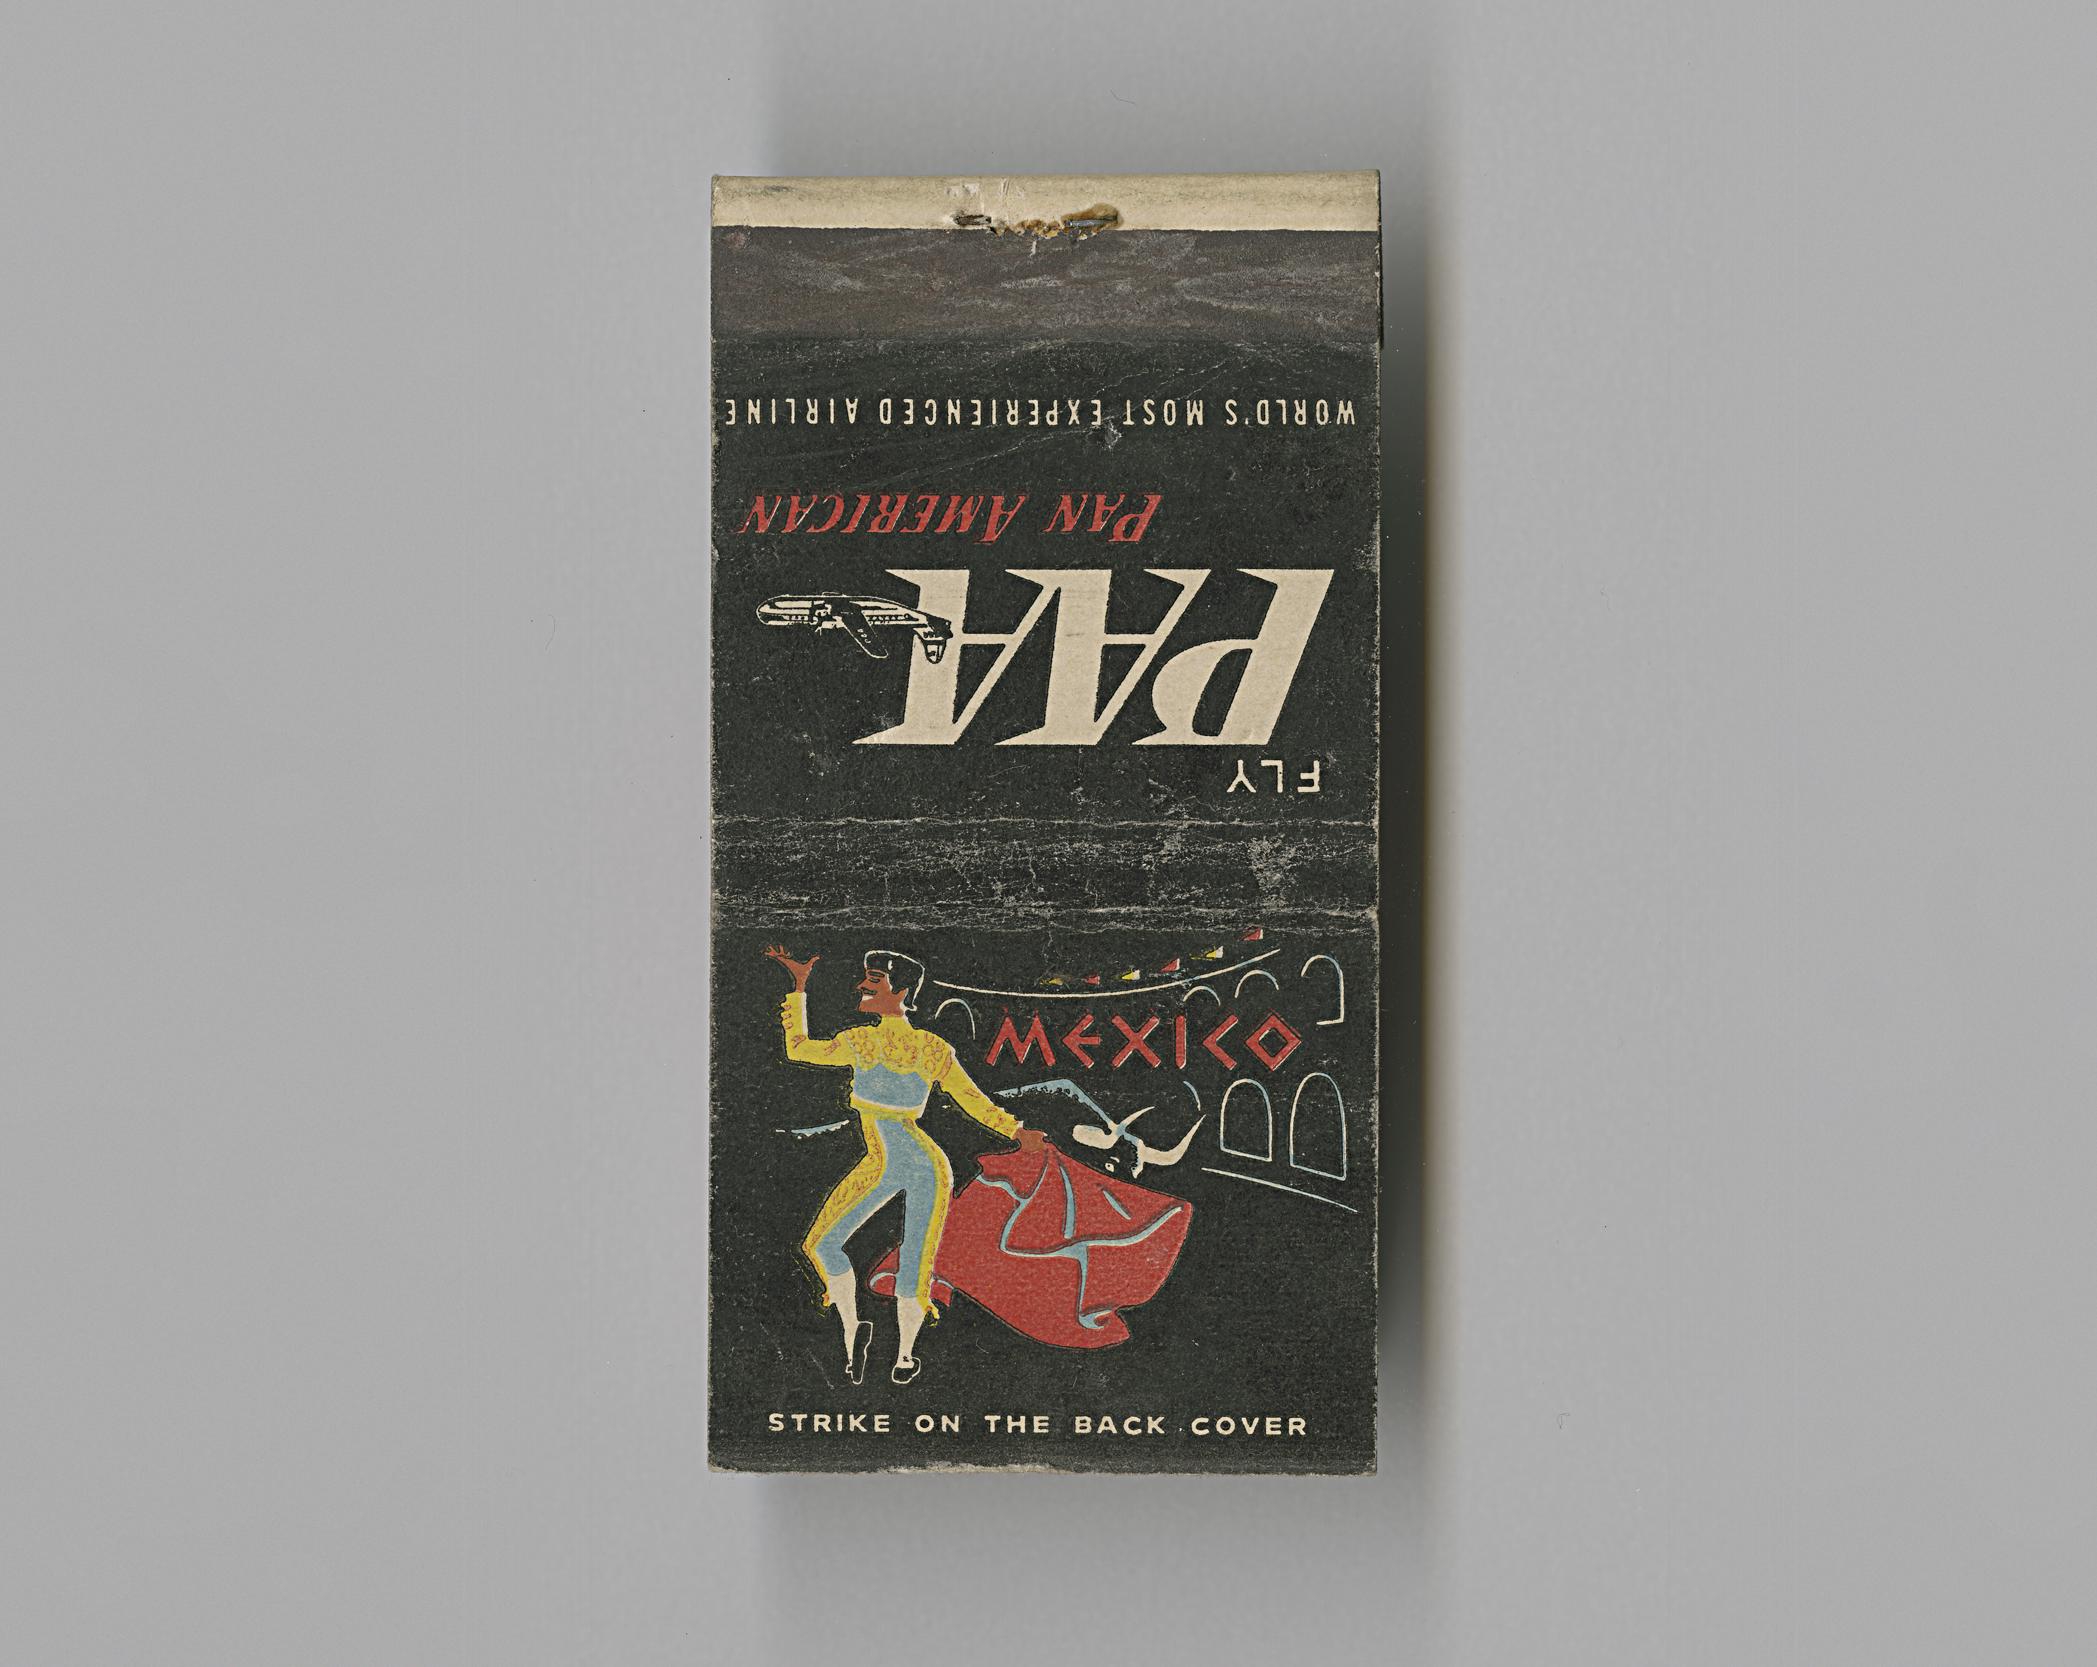 WORLD'S MOST EXPERIENCED AIRLINE
PAN AMERICAN
PAA
FLY
MEXICO
STRIKE ON THE BACK COVER